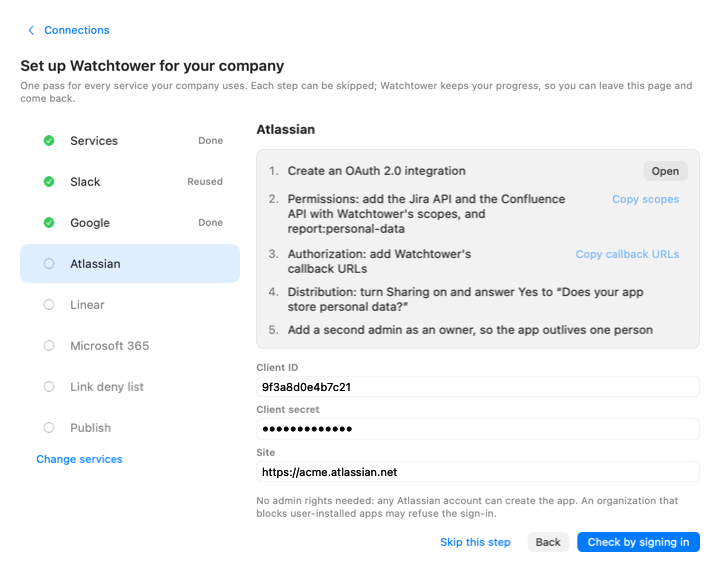 Connections
Set up Watchtower for your company
One pass for every service your company uses. Each step can be skipped; Watchtower keeps your progress, so you can leave this page and
come back.
Services Done
Slack Reused
Google Done
Atlassian
Linear
Microsoft 365
Link deny list
Publish
Change services
Atlassian
1. Create an OAuth 2.0 integration Open
2. Permissions: add the Jira API and the Confluence Copy scopes
API with Watchtower's scopes, and
report:personal-data
3. Authorization: add Watchtower's Copy callback URLs
callback URLs
4. Distribution: turn Sharing on and answer Yes to “Does your app
store personal data?”
5. Add a second admin as an owner, so the app outlives one person
Client ID
9f3a8d0e4b7c21
Client secret
•••••••••••••
Site
https://acme.atlassian.net
No admin rights needed: any Atlassian account can create the app. An organization that
blocks user-installed apps may refuse the sign-in.
Skip this step Back Check by signing in